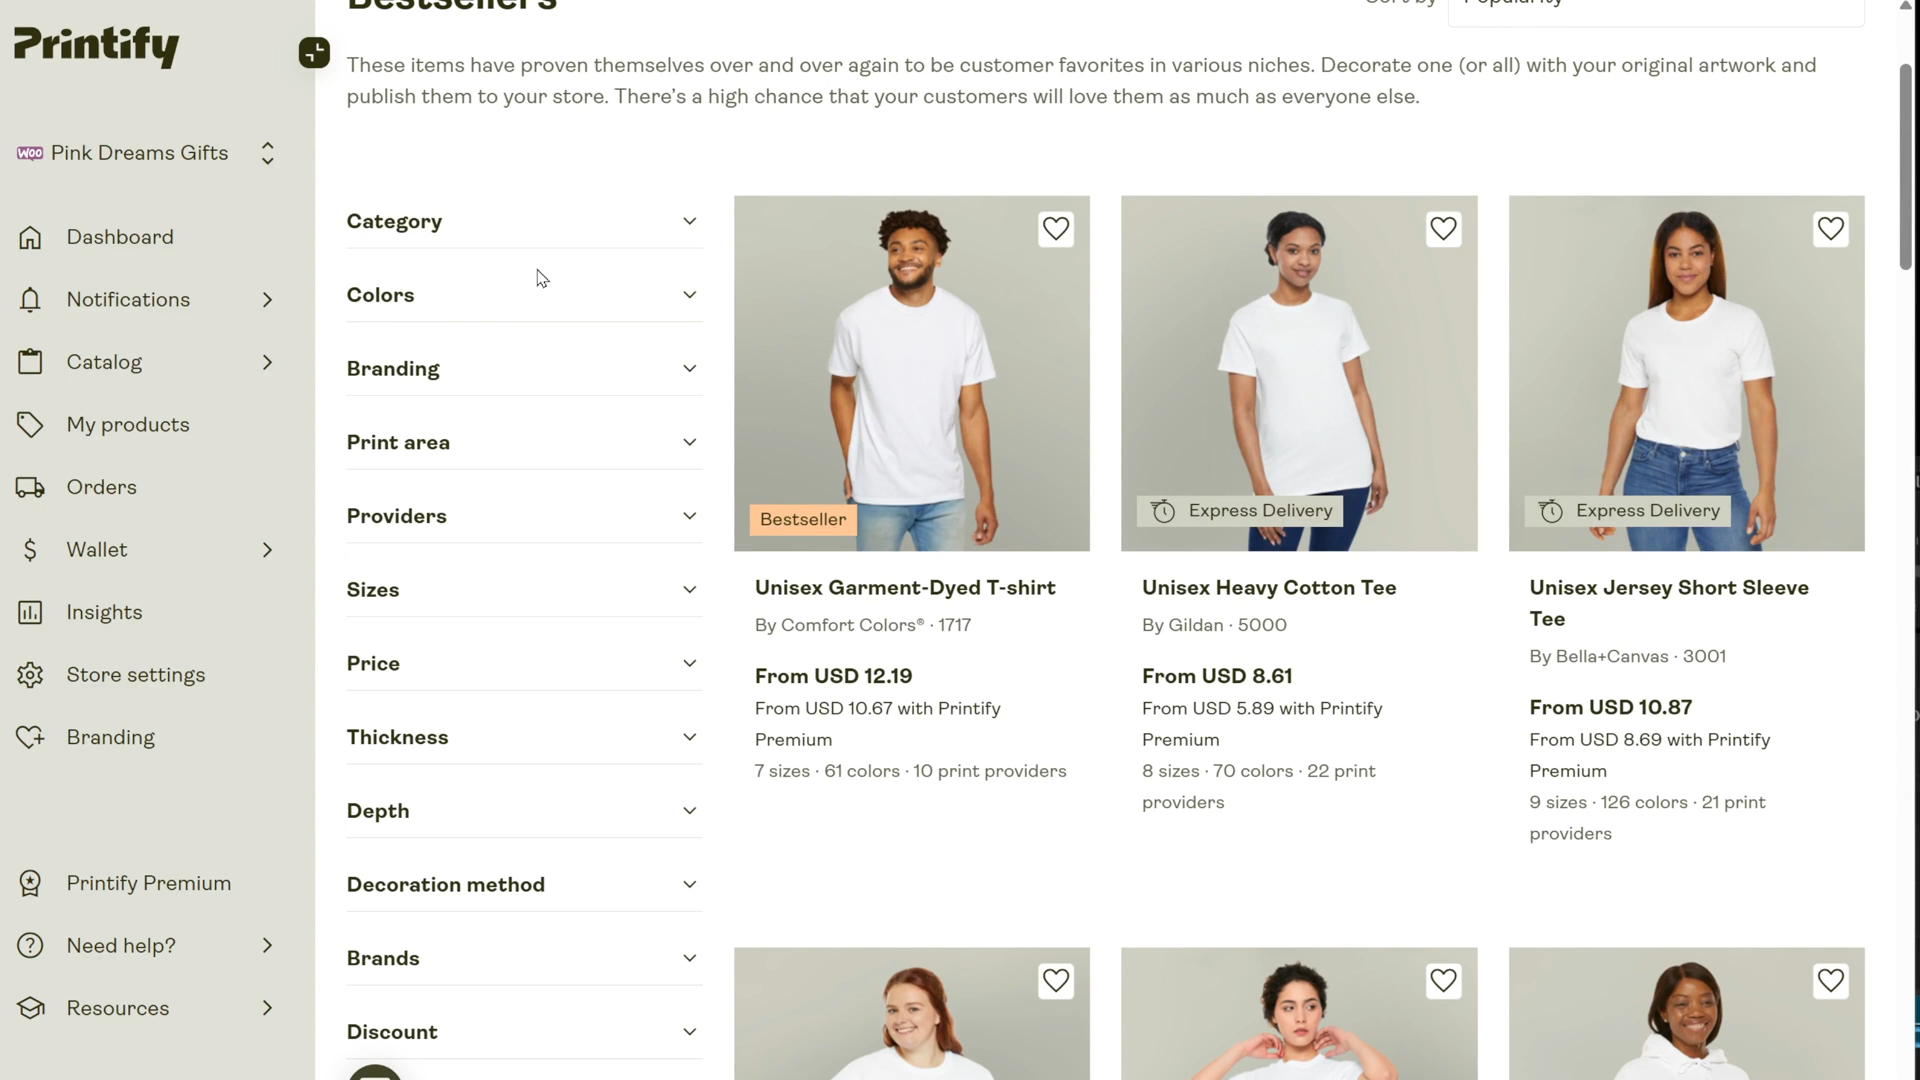 Bestsellers
Sort by
Popularity
Printify
These items have proven themselves over and over again to be customer favorites in various niches. Decorate one (or all) with your original artwork and
publish them to your store. There's a high chance that your customers will love them as much as everyone else.
Woo Pink Dreams Gifts
Dashboard
Notifications
Catalog
My products
Orders
Wallet
Insights
Store settings
Branding
Printify Premium
Need help?
Resources
Category
Colors
Branding
Print area
Providers
Sizes
Price
Thickness
Depth
Decoration method
Brands
Discount
Bestseller
Unisex Garment-Dyed T-shirt
By Comfort Colors® · 1717
From USD 12.19
From USD 10.67 with Printify
Premium
7 sizes · 61 colors · 10 print providers
Express Delivery
Unisex Heavy Cotton Tee
By Gildan · 5000
From USD 8.61
From USD 5.89 with Printify
Premium
8 sizes · 70 colors · 22 print
providers
Express Delivery
Unisex Jersey Short Sleeve
Tee
By Bella+Canvas · 3001
From USD 10.87
From USD 8.69 with Printify
Premium
9 sizes · 126 colors · 21 print
providers